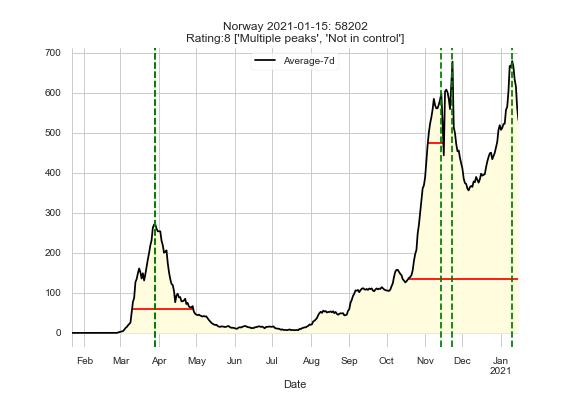 Norway 2021-01-15: 58202
Rating:8 ['Multiple peaks', 'Not in control']
Average-7d
700
600
500
400
300
200
100
0
Feb Mar Apr May Jun Jul Aug Sep Oct Nov Dec Jan
2021
Date